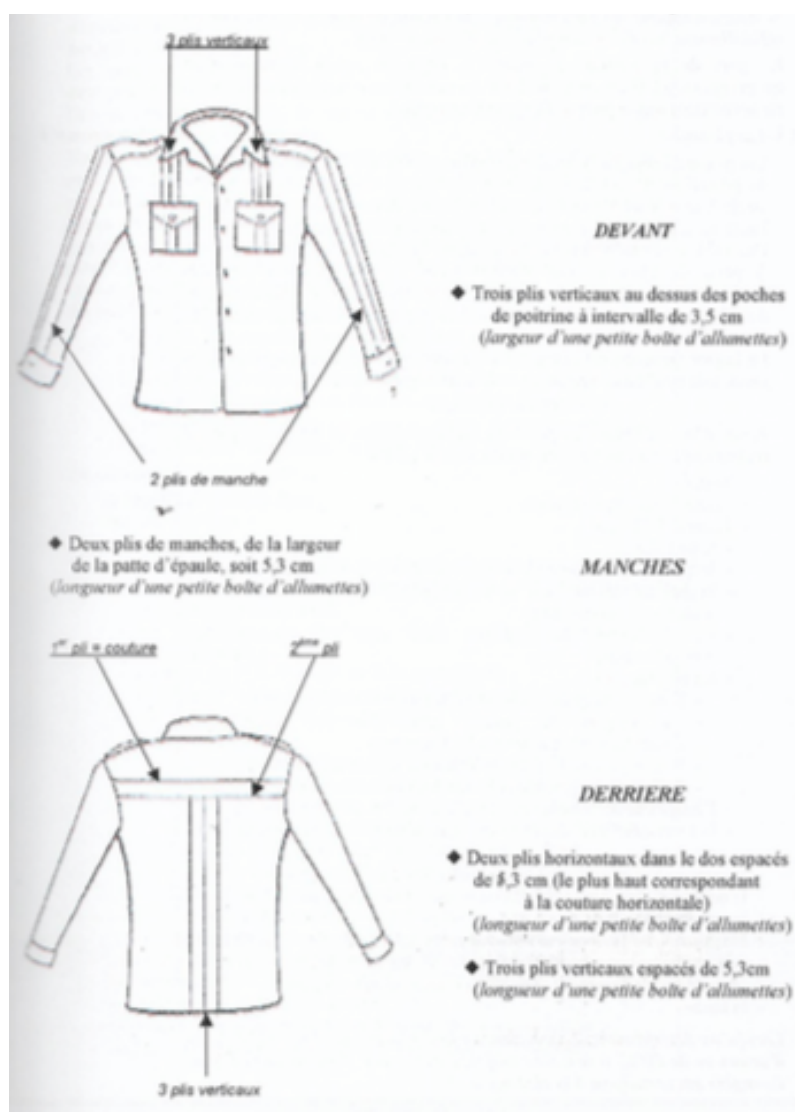 3 plis verticaux
DEVANT
◆ Trois plis verticaux au dessus des poches
de poitrine à intervalle de 3,5 cm
(largeur d'une petite boîte d'allumettes)
2 plis de manche
◆ Deux plis de manches, de la largeur
de la patte d'épaule, soit 5,3 cm
(longueur d'une petite boîte d'allumettes)
MANCHES
1er pli = couture
2ème pli
DERRIERE
◆ Deux plis horizontaux dans le dos espacés
de 5,3 cm (le plus haut correspondant
à la couture horizontale)
(longueur d'une petite boîte d'allumettes)
◆ Trois plis verticaux espacés de 5,3cm
(longueur d'une petite boîte d'allumettes)
3 plis verticaux